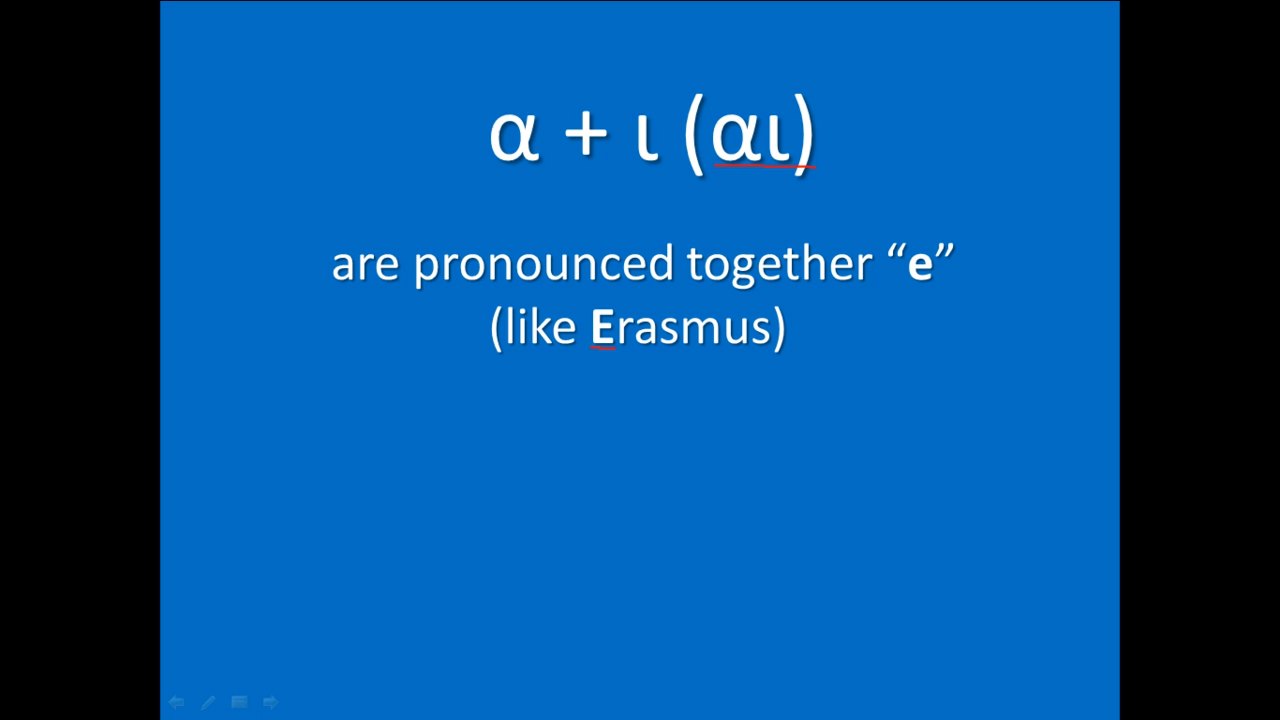 α + ι (αι)
are pronounced together “e”
(like Erasmus)